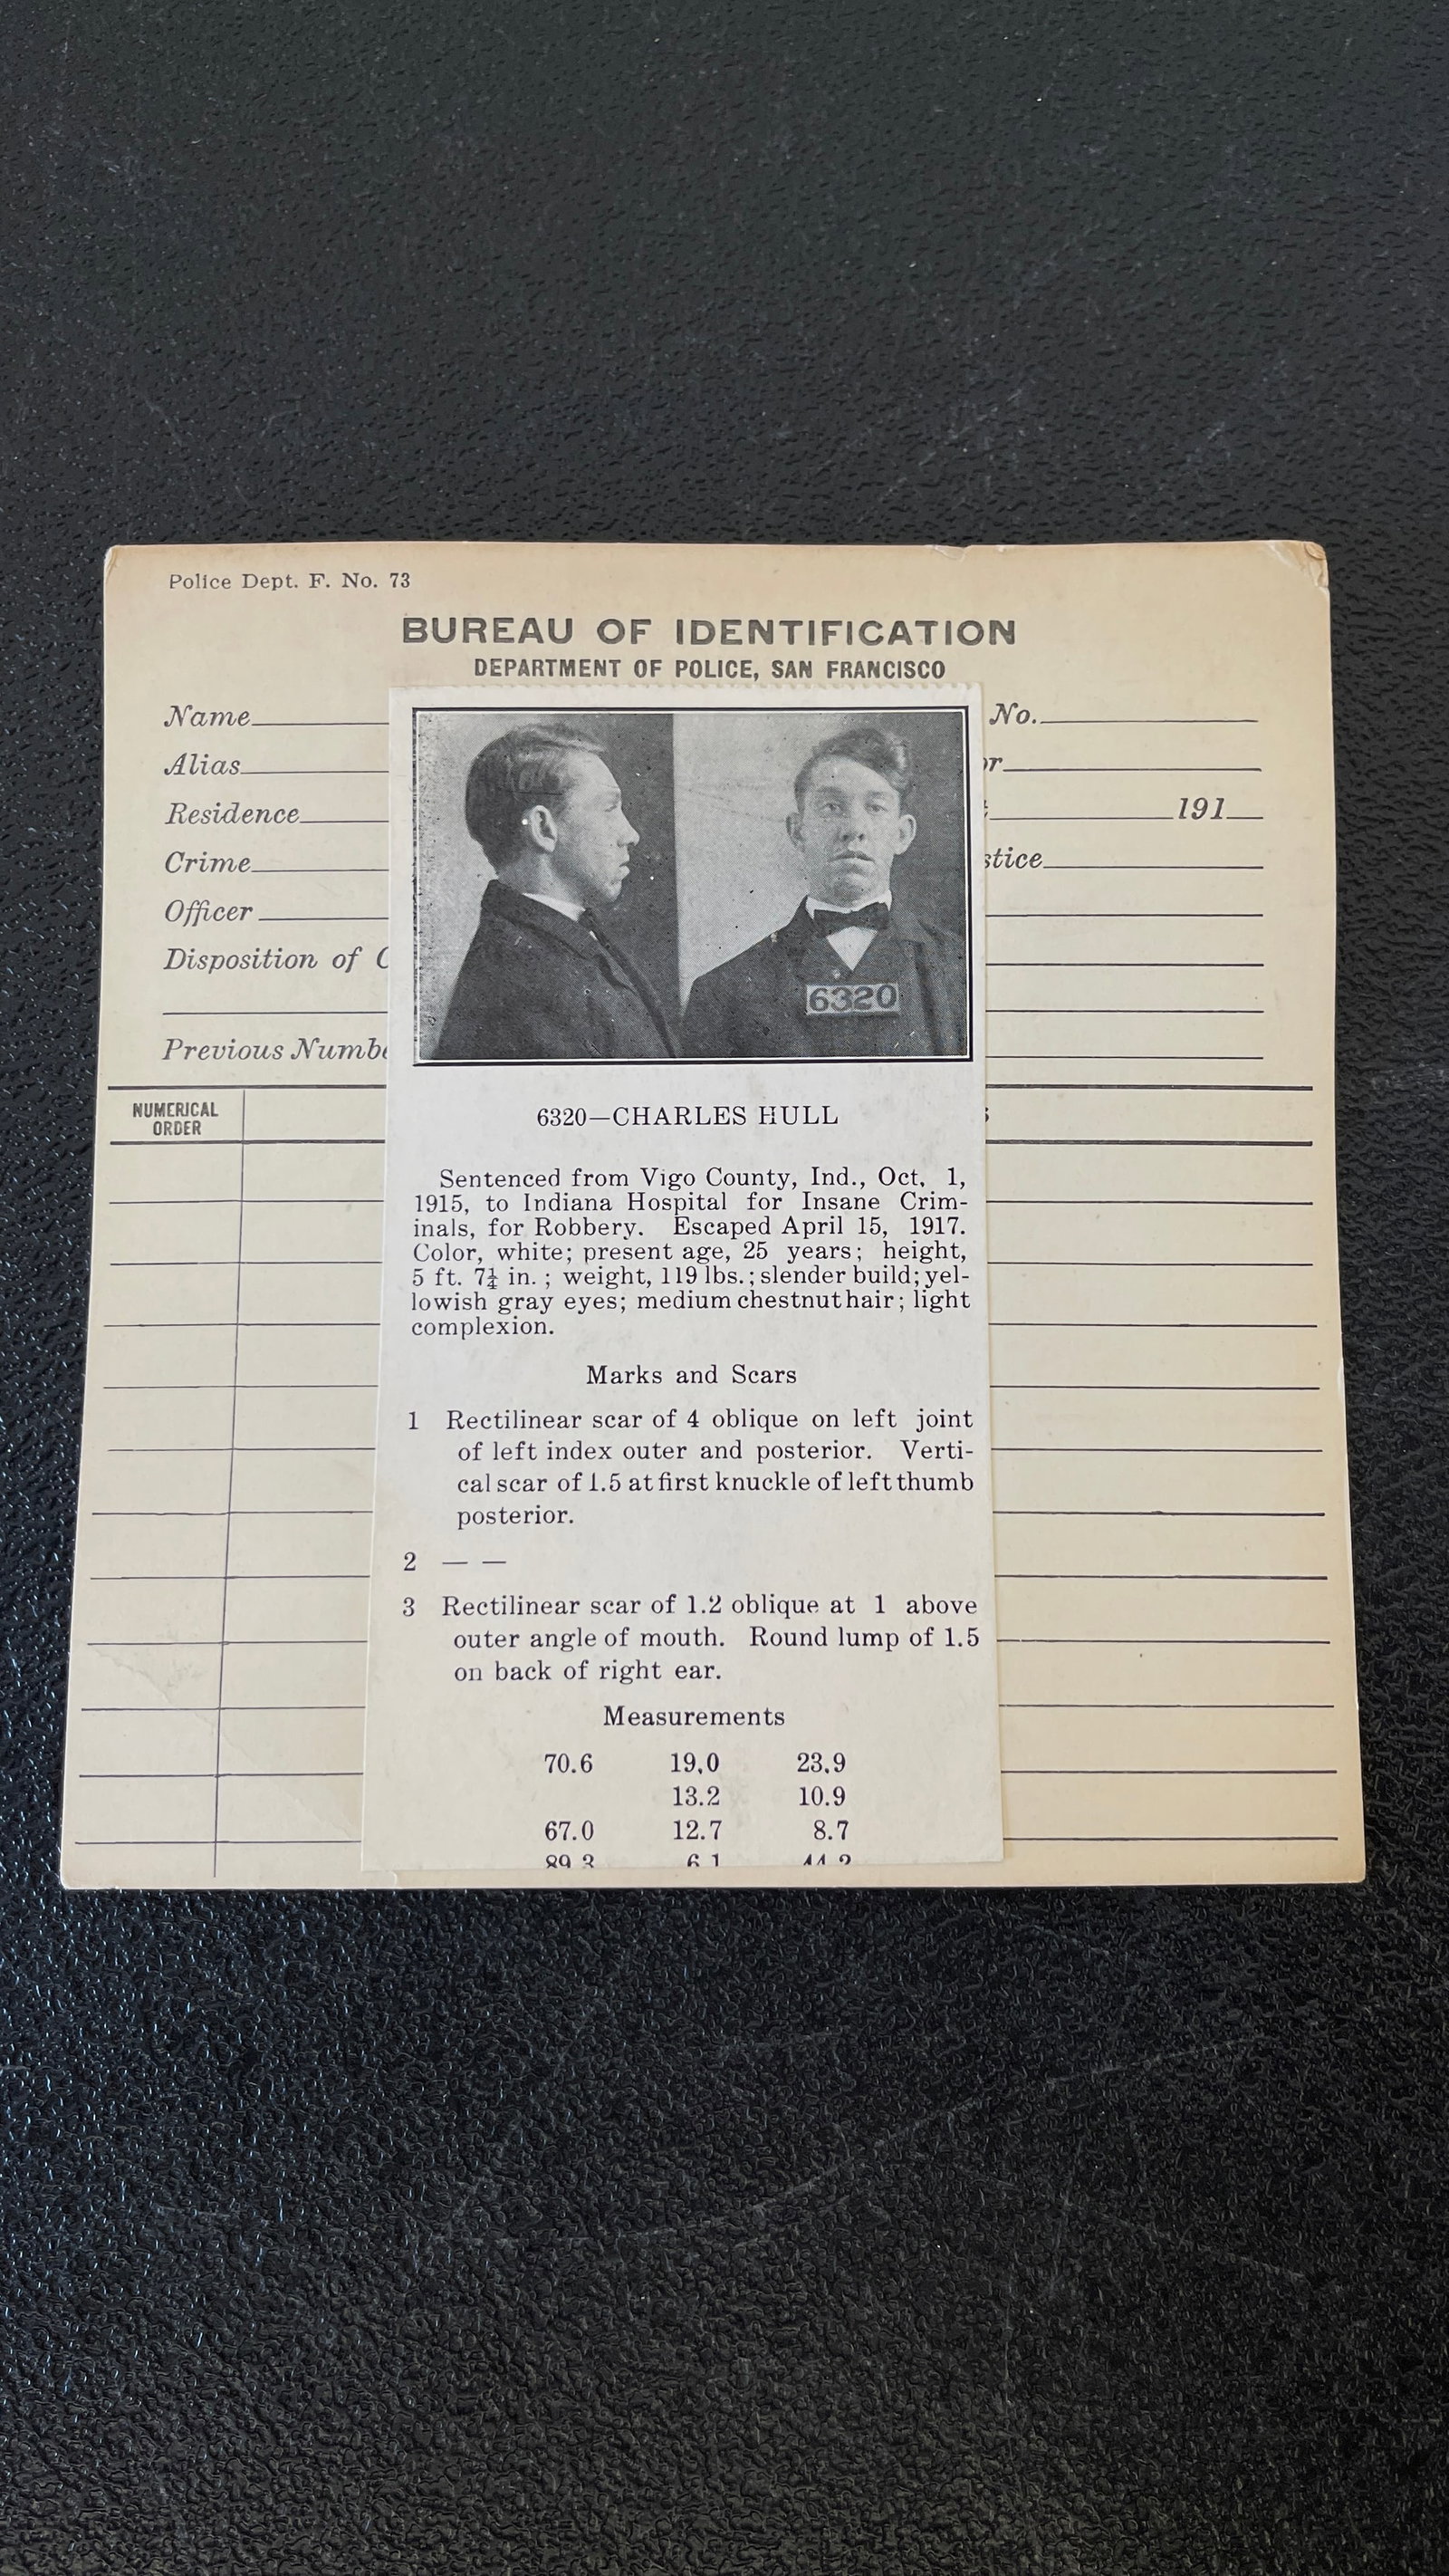 Police Dept. F. No. 73
BUREAU OF IDENTIFICATION
DEPARTMENT OF POLICE, SAN FRANCISCO
Name
No.
Alias
Residence
191
Crime
Officer
Disposition of
Previous
6320
NUMERICAL
ORDER
6320—CHARLES HULL
Sentenced from Vigo County, Ind., Oct. 1,
1915, to Indiana Hospital for Insane Crim-
inals, for Robbery. Escaped April 15, 1917.
Color, white; present age, 25 years; height,
5 ft. 7¼ in.; weight, 119 lbs.; slender build; yel-
lowish gray eyes; medium chestnut hair; light
complexion.
Marks and Scars
1 Rectilinear scar of 4 oblique on left joint
of left index outer and posterior. Verti-
cal scar of 1.5 at first knuckle of left thumb
posterior.
2 — —
3 Rectilinear scar of 1.2 oblique at 1 above
outer angle of mouth. Round lump of 1.5
on back of right ear.
Measurements
70.6 19.0 23.9
13.2 10.9
67.0 12.7 8.7